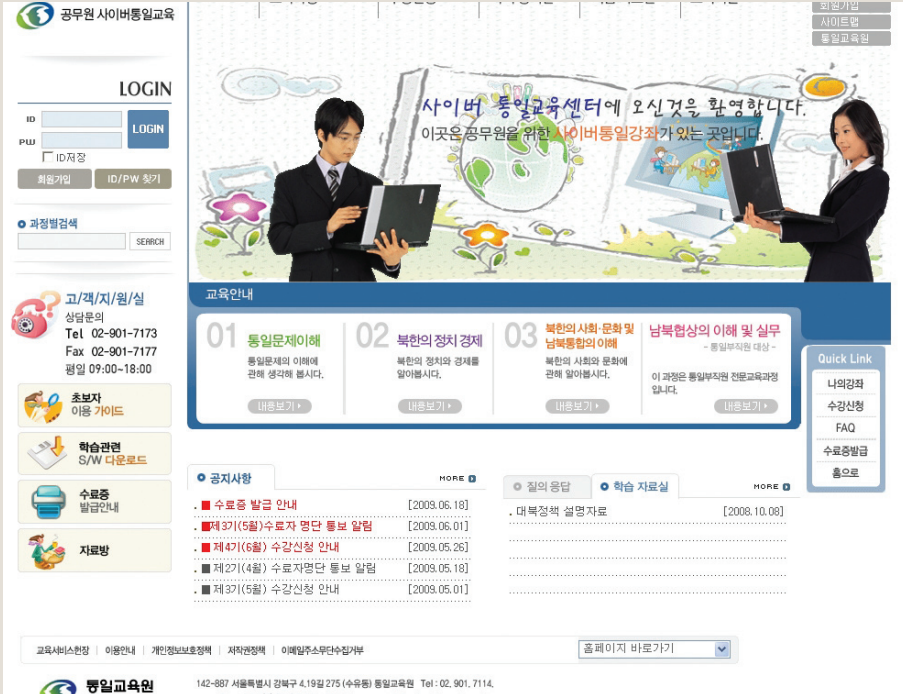 공무원 사이버통일교육
회원가입
사이트맵
통일교육원
LOGIN
ID
PW
LOGIN
ID저장
회원가입
ID/PW 찾기
과정별검색
SEARCH
사이버 통일교육센터에 오신것을 환영합니다.
이곳은 공무원을 위한 사이버통일강좌가 있는 곳입니다.
고/객/지/원/실
상담문의
Tel 02-901-7173
Fax 02-901-7177
평일 09:00~18:00
초보자
이용 가이드
학습관련
S/W 다운로드
수료증
발급안내
자료방
교육안내
01 통일문제이해
통일문제의 이해에
관해 생각해 봅시다.
내용보기
02 북한의 정치 경제
북한의 정치와 경제를
알아봅시다.
내용보기
03 북한의 사회·문화 및
남북통합의 이해
북한의 사회와 문화에
관해 알아봅시다.
내용보기
남북협상의 이해 및 실무
- 통일부직원 대상 -
이 과정은 통일부직원 전문교육과정
입니다.
내용보기
Quick Link
나의강좌
수강신청
FAQ
수료증발급
홈으로
공지사항
MORE
. ■ 수료증 발급 안내 [2009.06.18]
. ■제3기(5월)수료자 명단 통보 알림 [2009.06.01]
. ■ 제4기(6월) 수강신청 안내 [2009.05.26]
. ■ 제2기(4월) 수료자명단 통보 알림 [2009.05.18]
. ■ 제3기(5월) 수강신청 안내 [2009.05.01]
질의 응답
학습 자료실
MORE
. 대북정책 설명자료 [2008.10.08]
교육서비스헌장 | 이용안내 | 개인정보보호정책 | 저작권정책 | 이메일주소무단수집거부
홈페이지 바로가기
통일교육원
142-887 서울특별시 강북구 4.19길 275 (수유동) 통일교육원 Tel : 02. 901. 7114.